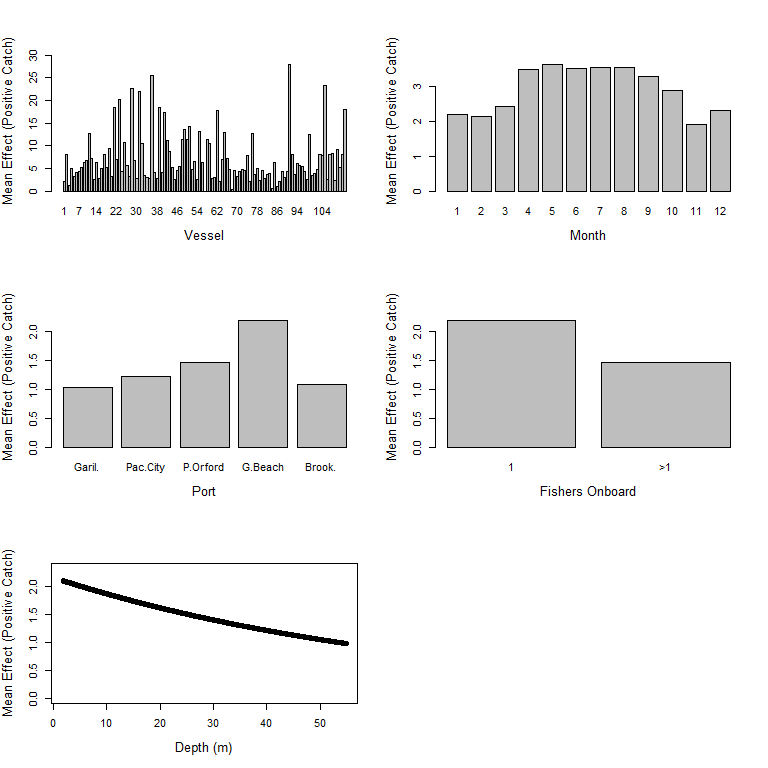 Mean Effect (Positive Catch)
30
25
20
15
10
5
0
1 7 14 22 30 38 46 54 62 70 78 86 94 104
Vessel
Mean Effect (Positive Catch)
3
2
1
0
1 2 3 4 5 6 7 8 9 10 11 12
Month
Mean Effect (Positive Catch)
2.0
1.5
1.0
0.5
0.0
Garil. Pac.City P.Orford G.Beach Brook.
Port
Mean Effect (Positive Catch)
2.0
1.5
1.0
0.5
0.0
1 >1
Fishers Onboard
Mean Effect (Positive Catch)
2.0
1.5
1.0
0.5
0.0
0 10 20 30 40 50
Depth (m)